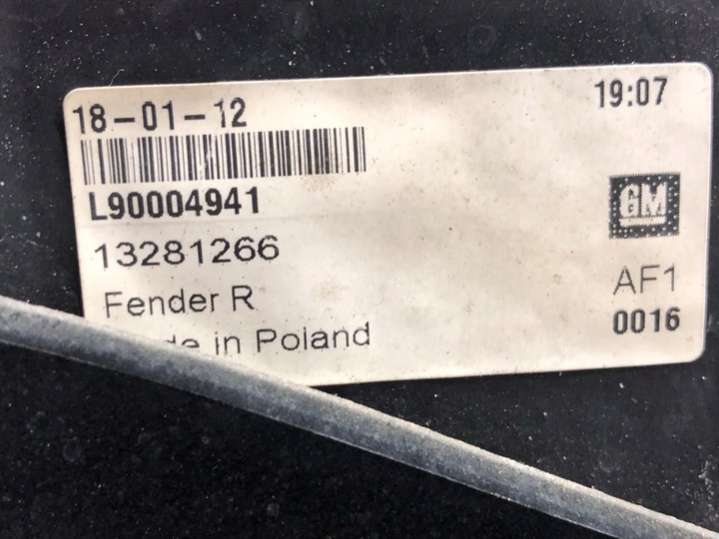 18-01-12 19:07
L90004941
GM
13281266
AF1
Fender R
0016
in Poland